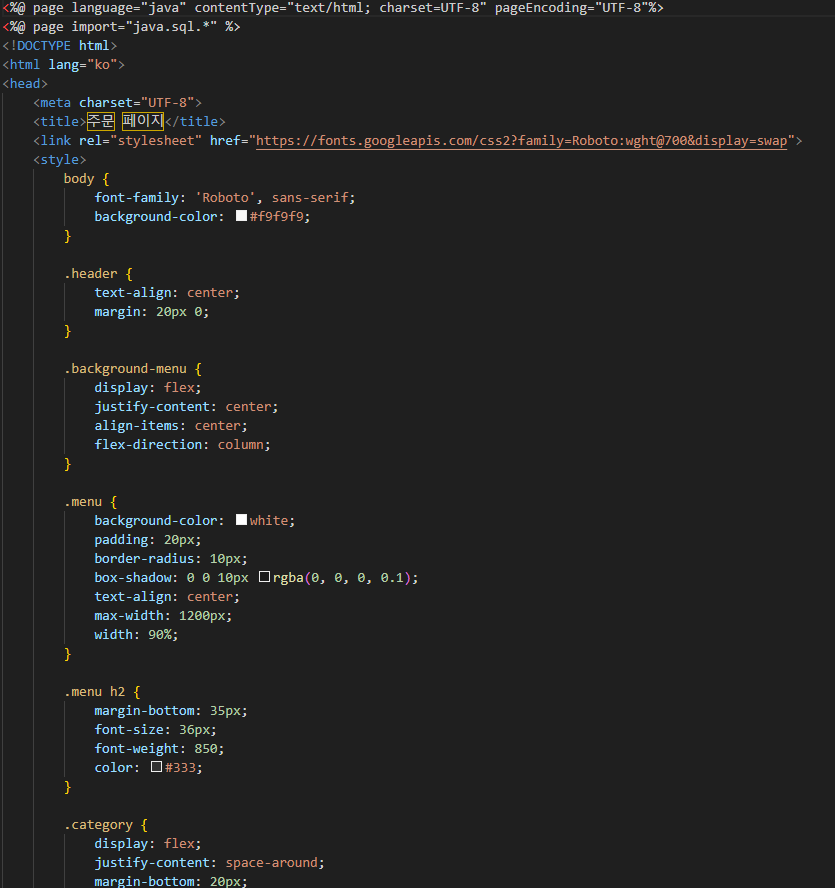 <%@ page language="java" contentType="text/html; charset=UTF-8" pageEncoding="UTF-8"%>
<%@ page import="java.sql.*" %>
<!DOCTYPE html>
<html lang="ko">
<head>
    <meta charset="UTF-8">
    <title>주문 페이지</title>
    <link rel="stylesheet" href="https://fonts.googleapis.com/css2?family=Roboto:wght@700&display=swap">
    <style>
        body {
            font-family: 'Roboto', sans-serif;
            background-color: #f9f9f9;
        }

        .header {
            text-align: center;
            margin: 20px 0;
        }

        .background-menu {
            display: flex;
            justify-content: center;
            align-items: center;
            flex-direction: column;
        }

        .menu {
            background-color: white;
            padding: 20px;
            border-radius: 10px;
            box-shadow: 0 0 10px rgba(0, 0, 0, 0.1);
            text-align: center;
            max-width: 1200px;
            width: 90%;
        }

        .menu h2 {
            margin-bottom: 35px;
            font-size: 36px;
            font-weight: 850;
            color: #333;
        }

        .category {
            display: flex;
            justify-content: space-around;
            margin-bottom: 20px;